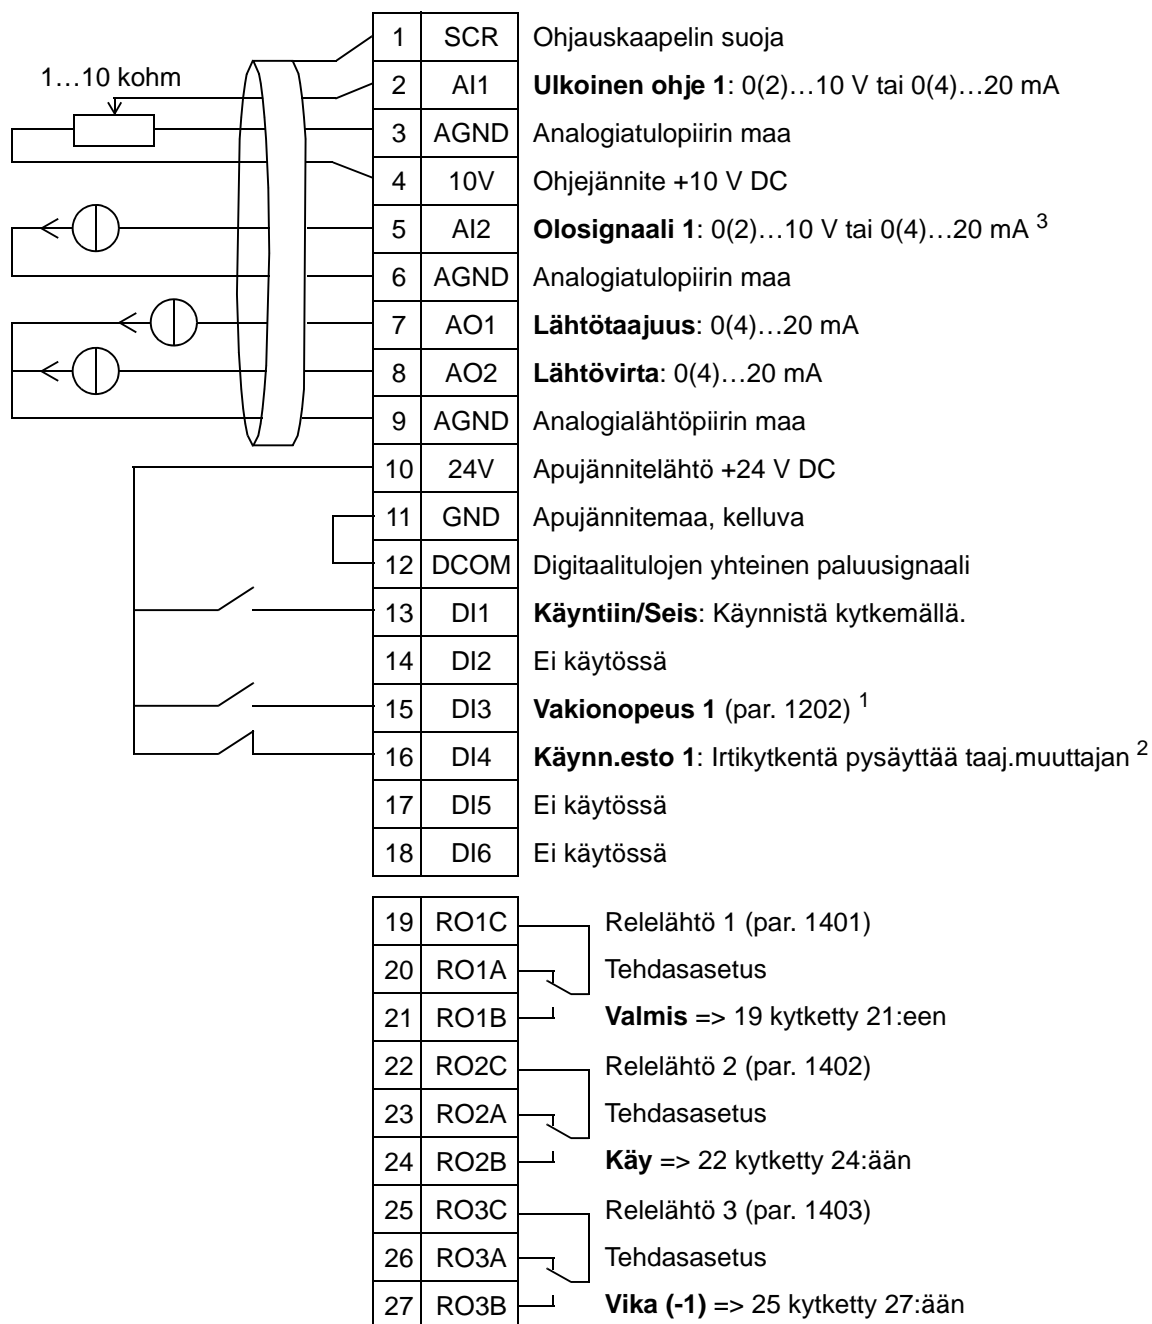 1 SCR Ohjauskaapelin suoja
1…10 kohm
2 AI1 Ulkoinen ohje 1: 0(2)…10 V tai 0(4)…20 mA
3 AGND Analogiatulopiirin maa
4 10V Ohjejännite +10 V DC
5 AI2 Olosignaali 1: 0(2)…10 V tai 0(4)…20 mA 3
6 AGND Analogiatulopiirin maa
7 AO1 Lähtötaajuus: 0(4)…20 mA
8 AO2 Lähtövirta: 0(4)…20 mA
9 AGND Analogialähtöpiirin maa
10 24V Apujännitelähtö +24 V DC
11 GND Apujännitemaa, kelluva
12 DCOM Digitaalitulojen yhteinen paluusignaali
13 DI1 Käyntiin/Seis: Käynnistä kytkemällä.
14 DI2 Ei käytössä
15 DI3 Vakionopeus 1 (par. 1202) 1
16 DI4 Käynn.esto 1: Irtikytkentä pysäyttää taaj.muuttajan 2
17 DI5 Ei käytössä
18 DI6 Ei käytössä
19 RO1C Relelähtö 1 (par. 1401)
20 RO1A Tehdasasetus
21 RO1B Valmis => 19 kytketty 21:een
22 RO2C Relelähtö 2 (par. 1402)
23 RO2A Tehdasasetus
24 RO2B Käy => 22 kytketty 24:ään
25 RO3C Relelähtö 3 (par. 1403)
26 RO3A Tehdasasetus
27 RO3B Vika (-1) => 25 kytketty 27:ään